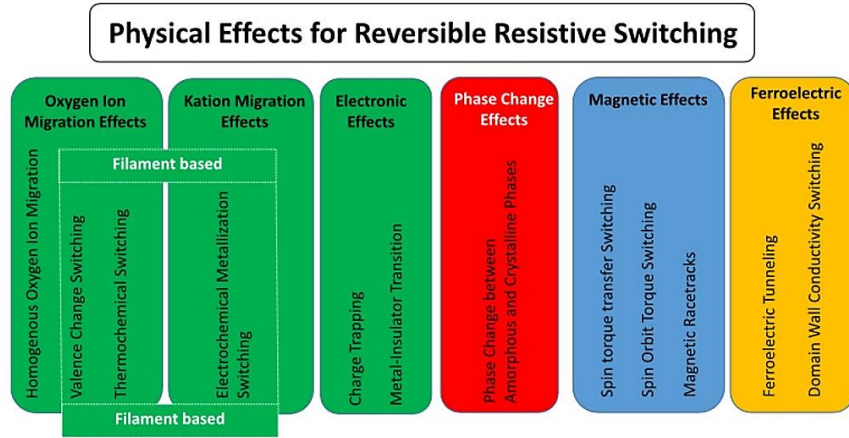 Physical Effects for Reversible Resistive Switching
Oxygen Ion
Migration Effects
Homogenous Oxygen Ion Migration
Valence Change Switching
Thermochemical Switching
Kation Migration
Effects
Filament based
Electrochemical Metallization
Switching
Filament based
Electronic
Effects
Charge Trapping
Metal-Insulator Transition
Phase Change
Effects
Phase Change between
Amorphous and Crystalline Phases
Magnetic Effects
Spin torque transfer Switching
Spin Orbit Torque Switching
Magnetic Racetracks
Ferroelectric
Effects
Ferroelectric Tunneling
Domain Wall Conductivity Switching